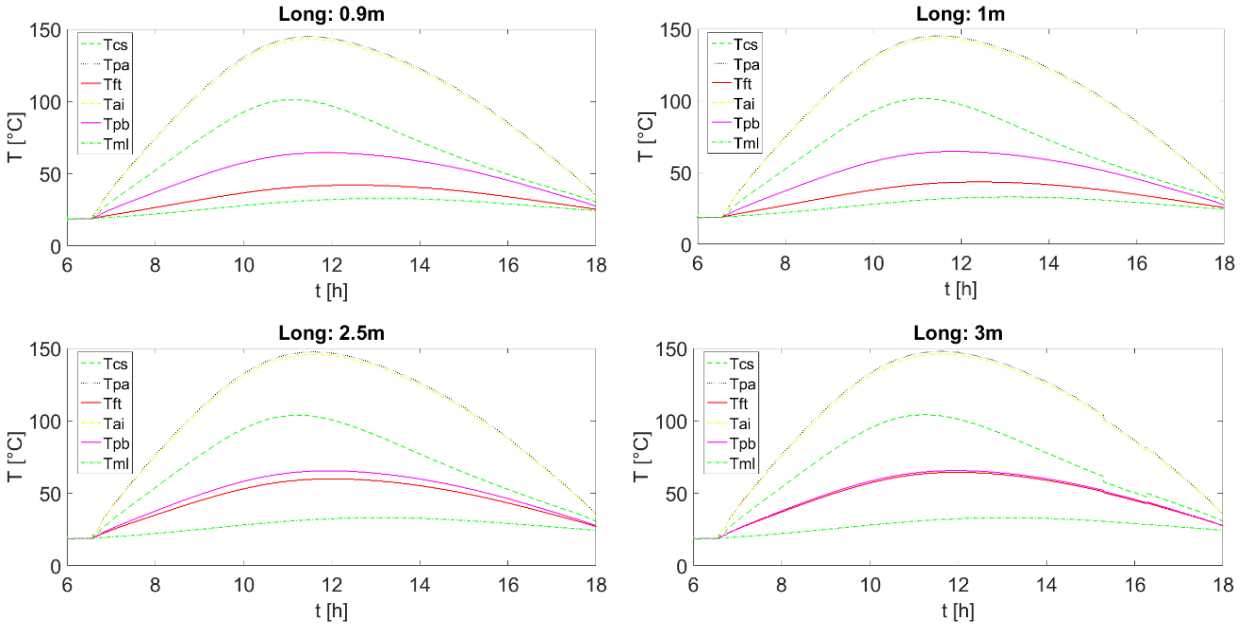 Long: 0.9m
150
100
50
0
T [°C]
Tcs
Tpa
Tft
Tai
Tpb
Tml
6 8 10 12 14 16 18
t [h]
Long: 1m
150
100
50
0
T [°C]
Tcs
Tpa
Tft
Tai
Tpb
Tml
6 8 10 12 14 16 18
t [h]
Long: 2.5m
150
100
50
0
T [°C]
Tcs
Tpa
Tft
Tai
Tpb
Tml
6 8 10 12 14 16 18
t [h]
Long: 3m
150
100
50
0
T [°C]
Tcs
Tpa
Tft
Tai
Tpb
Tml
6 8 10 12 14 16 18
t [h]